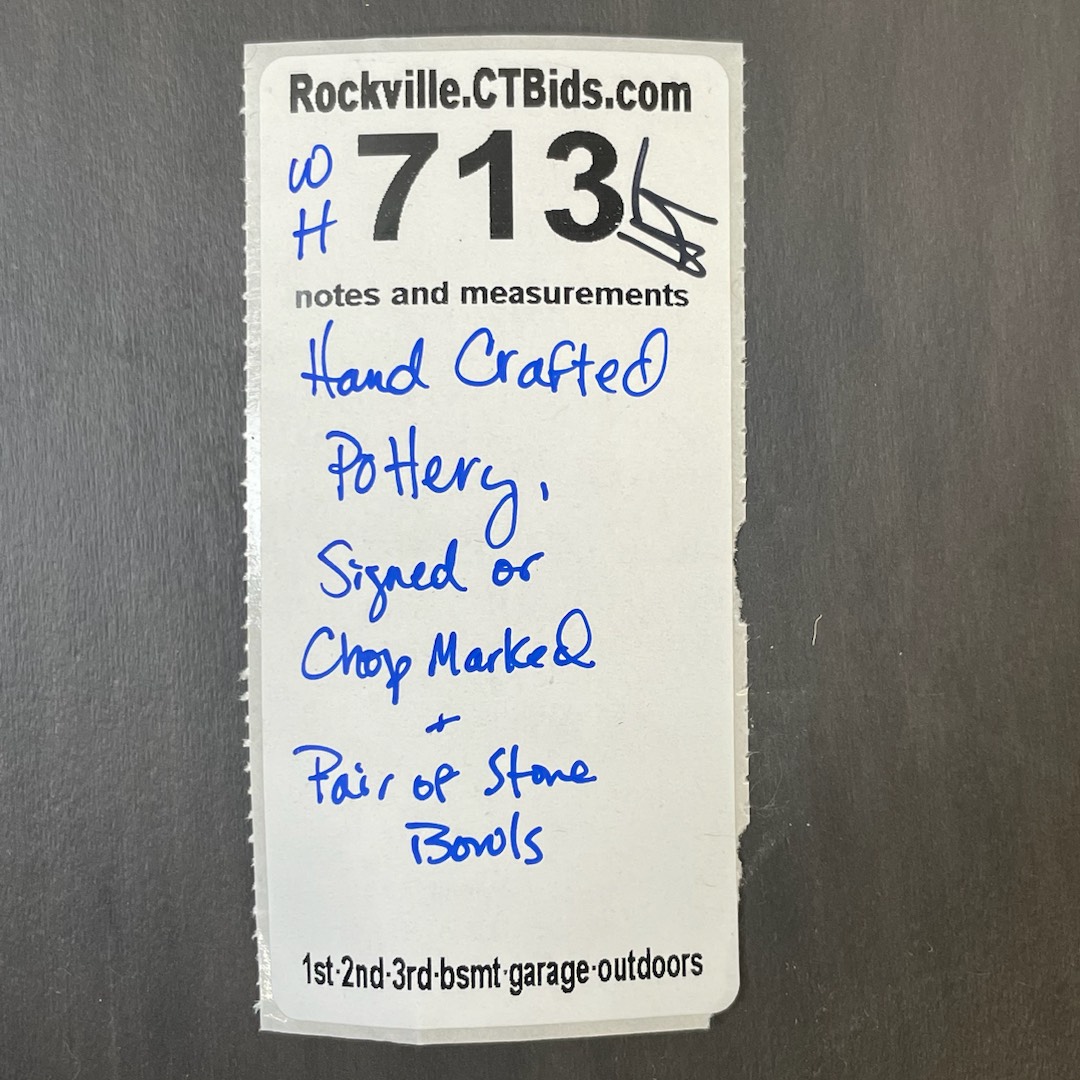 Rockville.CTBids.com
W
H
713
notes and measurements
Hand Crafted
Pottery,
Signed or
Chop Marked
+
Pair of Stone
Bowls
1st·2nd·3rd·bsmt·garage·outdoors